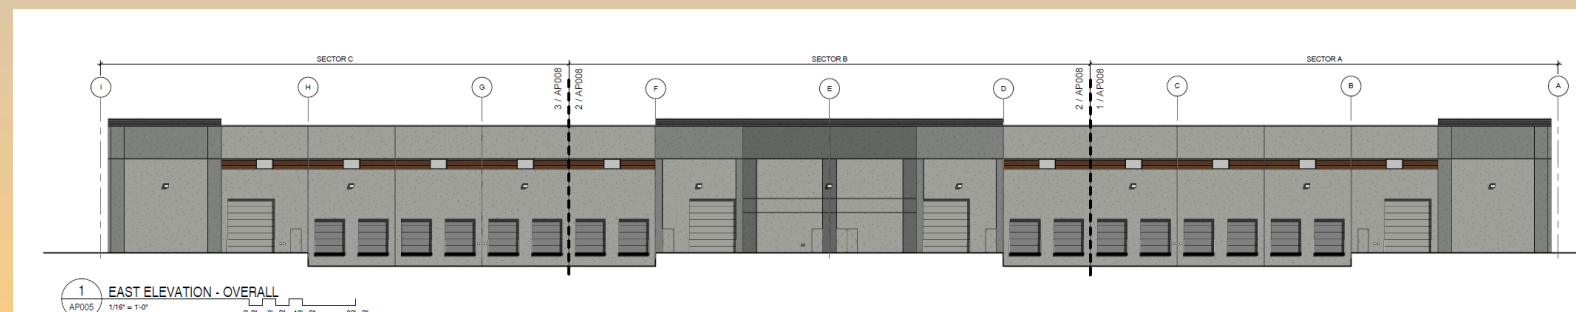 SECTOR C SECTOR B SECTOR A
I H G 3 / AP008 2 / AP008 F E D 2 / AP008 1 / AP008 C B A
1 EAST ELEVATION - OVERALL
AP005 1/16" = 1'-0"